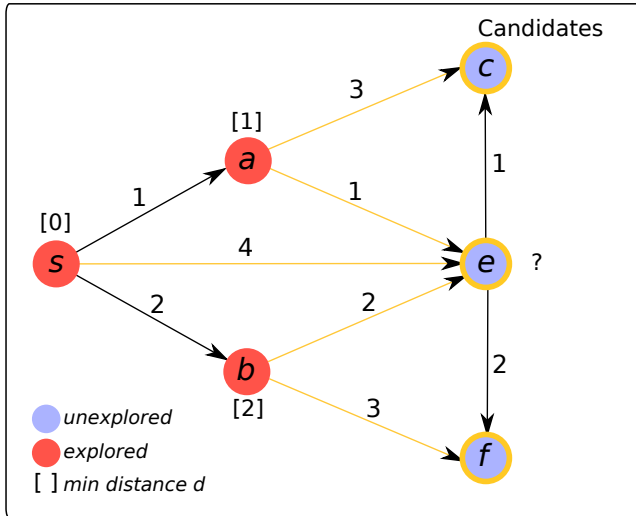 Candidates
c
3
[1]
a
1
1
1
[0]
s
4
e
?
2
2
b
2
[2]
3
f
unexplored
explored
[ ] min distance d